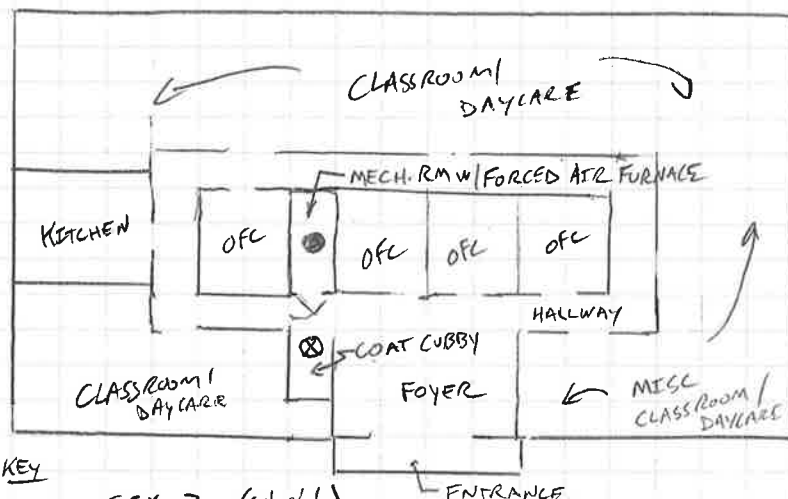 CLASSROOM/
DAYCARE
MECH. RM W/FORCED AIR FURNACE
KITCHEN
OFC
OFC
OFC
OFC
HALLWAY
COAT CUBBY
FOYER
CLASSROOM/
DAYCARE
MISC
CLASSROOM/
DAYCARE
KEY
ENTRANCE